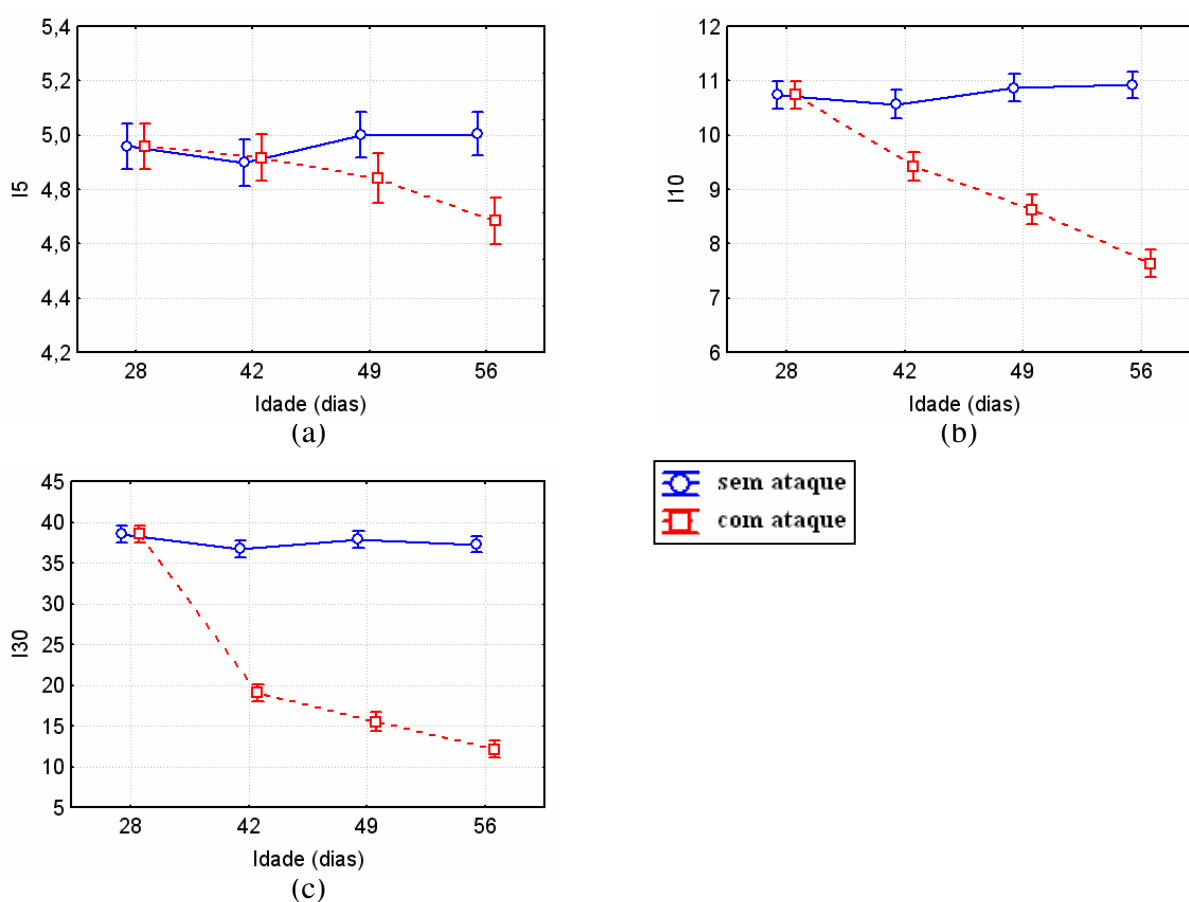 5,4
5,2
5,0
4,8
4,6
4,4
4,2
I5
28 42 49 56
Idade (dias)
(a)
12
11
10
9
8
7
6
I10
28 42 49 56
Idade (dias)
(b)
45
40
35
30
25
20
15
10
5
I30
28 42 49 56
Idade (dias)
(c)
sem ataque
com ataque